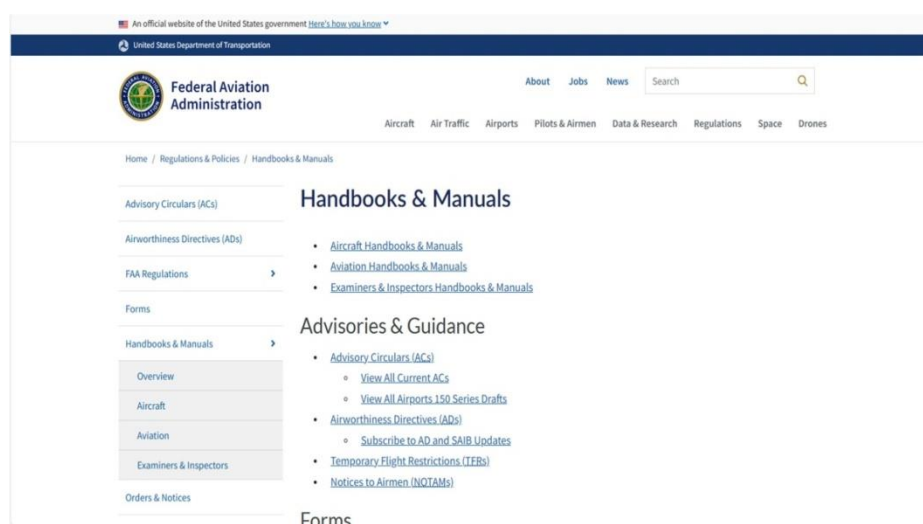 An official website of the United States government Here's how you know
United States Department of Transportation
Federal Aviation
Administration
About Jobs News Search
Aircraft Air Traffic Airports Pilots & Airmen Data & Research Regulations Space Drones
Home / Regulations & Policies / Handbooks & Manuals
Advisory Circulars (ACs)
Airworthiness Directives (ADs)
FAA Regulations
Forms
Handbooks & Manuals
Overview
Aircraft
Aviation
Examiners & Inspectors
Orders & Notices
Handbooks & Manuals
Aircraft Handbooks & Manuals
Aviation Handbooks & Manuals
Examiners & Inspectors Handbooks & Manuals
Advisories & Guidance
Advisory Circulars (ACs)
View All Current ACs
View All Airports 150 Series Drafts
Airworthiness Directives (ADs)
Subscribe to AD and SAIB Updates
Temporary Flight Restrictions (TFRs)
Notices to Airmen (NOTAMs)
Forms